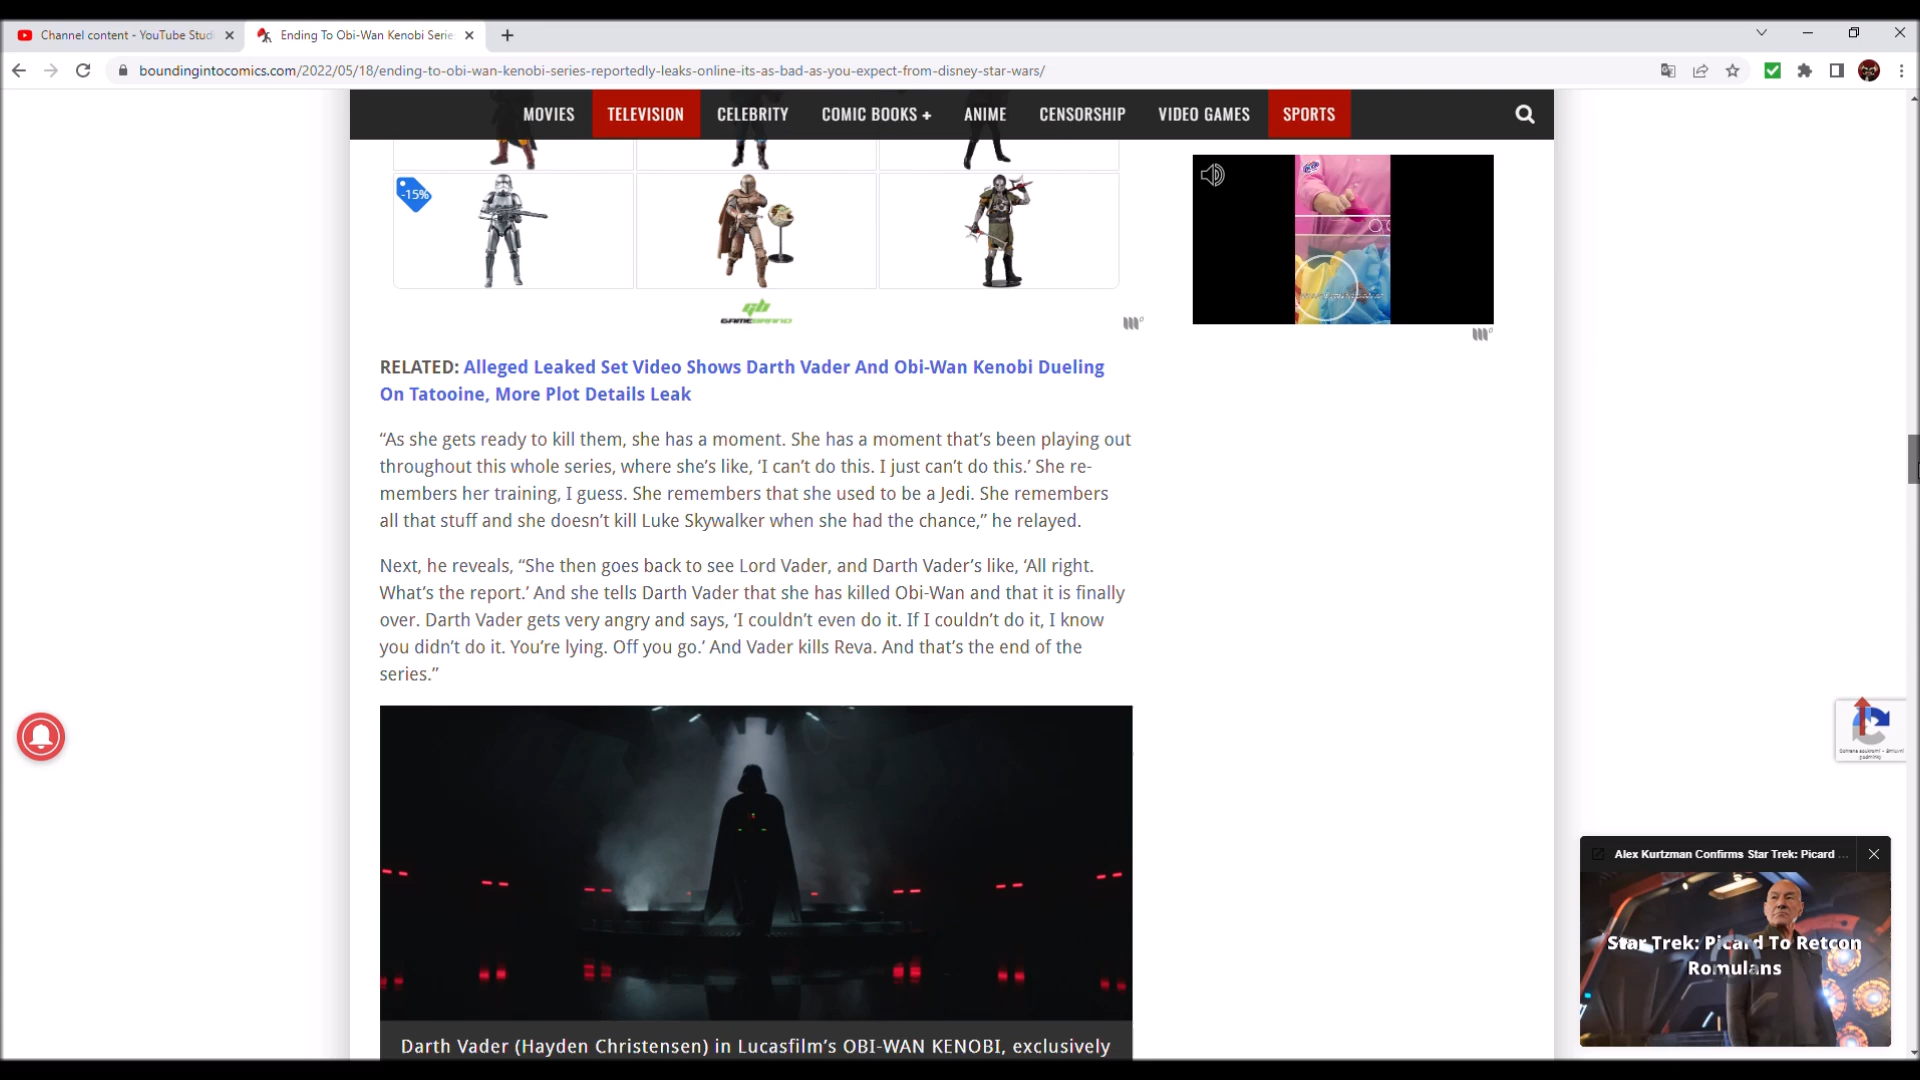 Channel content - YouTube Stud
Ending To Obi-Wan Kenobi Serie
boundingintocomics.com/2022/05/18/ending-to-obi-wan-kenobi-series-reportedly-leaks-online-its-as-bad-as-you-expect-from-disney-star-wars/
MOVIES TELEVISION CELEBRITY COMIC BOOKS + ANIME CENSORSHIP VIDEO GAMES SPORTS
-15%
gb
GAMEBRAND
RELATED: Alleged Leaked Set Video Shows Darth Vader And Obi-Wan Kenobi Dueling
On Tatooine, More Plot Details Leak
“As she gets ready to kill them, she has a moment. She has a moment that’s been playing out
throughout this whole series, where she’s like, ‘I can’t do this. I just can’t do this.’ She re-
members her training, I guess. She remembers that she used to be a Jedi. She remembers
all that stuff and she doesn’t kill Luke Skywalker when she had the chance,” he relayed.
Next, he reveals, “She then goes back to see Lord Vader, and Darth Vader’s like, ‘All right.
What’s the report.’ And she tells Darth Vader that she has killed Obi-Wan and that it is finally
over. Darth Vader gets very angry and says, ‘I couldn’t even do it. If I couldn’t do it, I know
you didn’t do it. You’re lying. Off you go.’ And Vader kills Reva. And that’s the end of the
series.”
Darth Vader (Hayden Christensen) in Lucasfilm’s OBI-WAN KENOBI, exclusively
Alex Kurtzman Confirms Star Trek: Picard ...
Star Trek: Picard To Retcon
Romulans